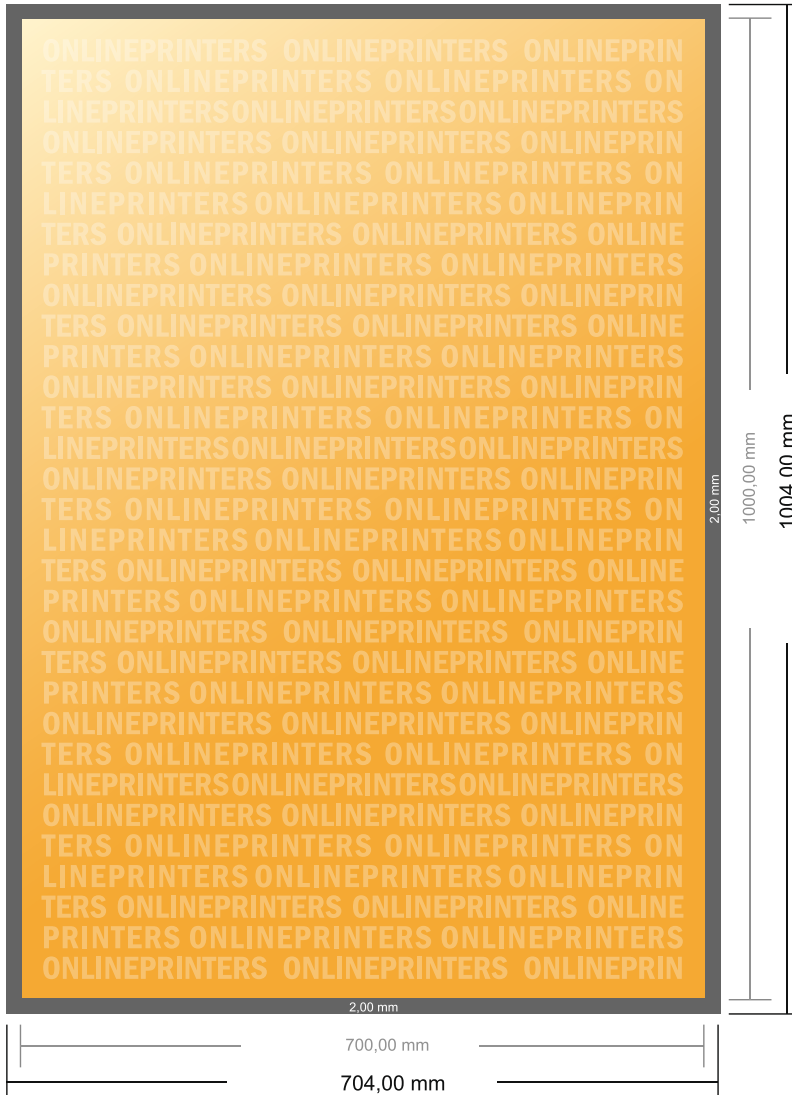 ONLINEPRINTERS ONLINEPRINTERS ONLINEPRIN
TERS ONLINEPRINTERS ONLINEPRINTERS ON
LINEPRINTERSONLINEPRINTERSONLINEPRINTERS
ONLINEPRINTERS ONLINEPRINTERS ONLINEPRIN
TERS ONLINEPRINTERS ONLINEPRINTERS ON
LINEPRINTERS ONLINEPRINTERS ONLINEPRIN
TERS ONLINEPRINTERS ONLINEPRINTERS ONLINE
PRINTERS ONLINEPRINTERS ONLINEPRINTERS
ONLINEPRINTERS ONLINEPRINTERS ONLINEPRIN
TERS ONLINEPRINTERS ONLINEPRINTERS ONLINE
PRINTERS ONLINEPRINTERS ONLINEPRINTERS
ONLINEPRINTERS ONLINEPRINTERS ONLINEPRIN
TERS ONLINEPRINTERS ONLINEPRINTERS ON
LINEPRINTERSONLINEPRINTERSONLINEPRINTERS
ONLINEPRINTERS ONLINEPRINTERS ONLINEPRIN
TERS ONLINEPRINTERS ONLINEPRINTERS ON
LINEPRINTERS ONLINEPRINTERS ONLINEPRIN
TERS ONLINEPRINTERS ONLINEPRINTERS ONLINE
PRINTERS ONLINEPRINTERS ONLINEPRINTERS
ONLINEPRINTERS ONLINEPRINTERS ONLINEPRIN
TERS ONLINEPRINTERS ONLINEPRINTERS ONLINE
PRINTERS ONLINEPRINTERS ONLINEPRINTERS
ONLINEPRINTERS ONLINEPRINTERS ONLINEPRIN
TERS ONLINEPRINTERS ONLINEPRINTERS ON
LINEPRINTERSONLINEPRINTERSONLINEPRINTERS
ONLINEPRINTERS ONLINEPRINTERS ONLINEPRIN
TERS ONLINEPRINTERS ONLINEPRINTERS ON
LINEPRINTERS ONLINEPRINTERS ONLINEPRIN
TERS ONLINEPRINTERS ONLINEPRINTERS ONLINE
PRINTERS ONLINEPRINTERS ONLINEPRINTERS
ONLINEPRINTERS ONLINEPRINTERS ONLINEPRIN
2,00 mm
1000,00 mm
1004,00 mm
2,00 mm
700,00 mm
704,00 mm